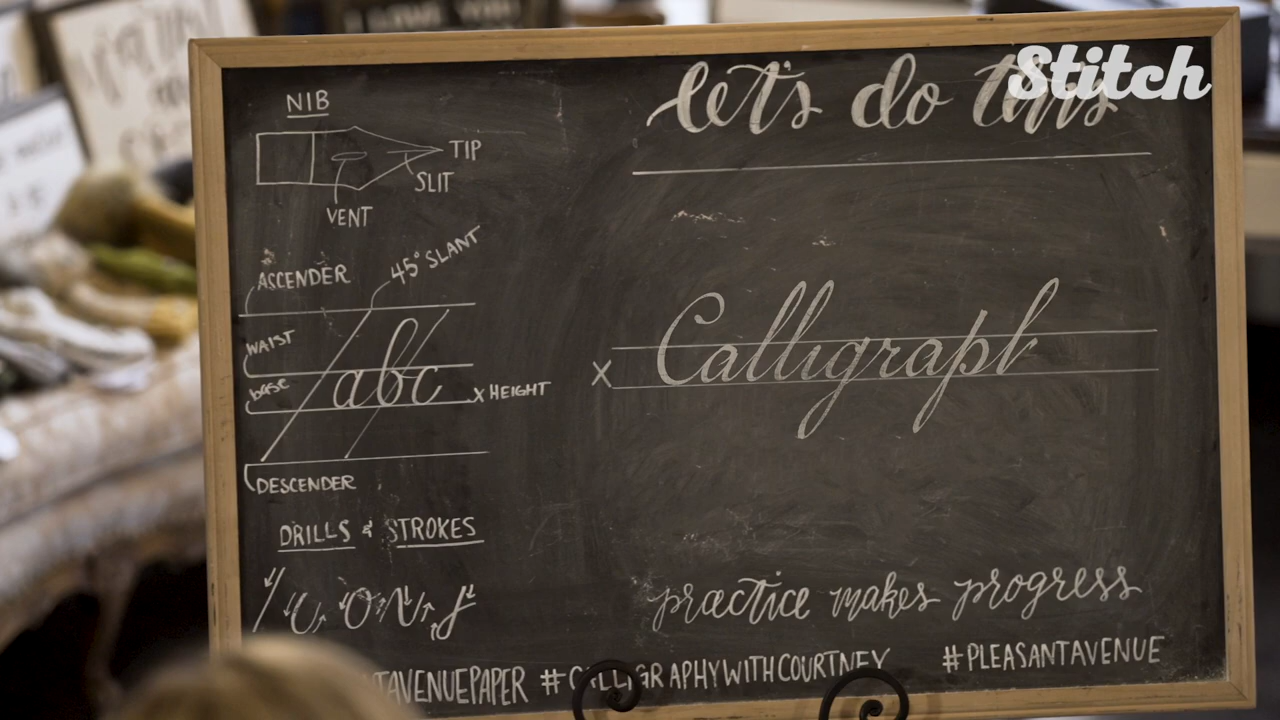 Stitch
let's do this
NIB
TIP
SLIT
VENT
ASCENDER
45° SLANT
WAIST
base
abc
X HEIGHT
DESCENDER
DRILLS & STROKES
x Calligraph
practice makes progress
TAVENUEPAPER #CALLIGRAPHYWITHCOURTNEY #PLEASANTAVENUE